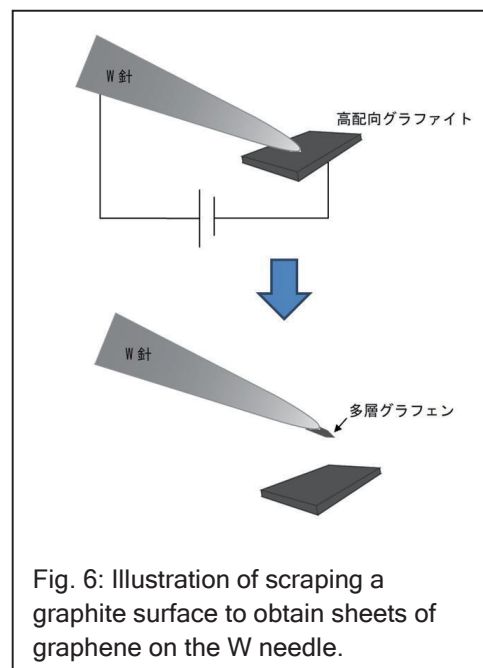 W 針
高配向グラファイト
W 針
多層グラフェン
Fig. 6: Illustration of scraping a
graphite surface to obtain sheets of
graphene on the W needle.